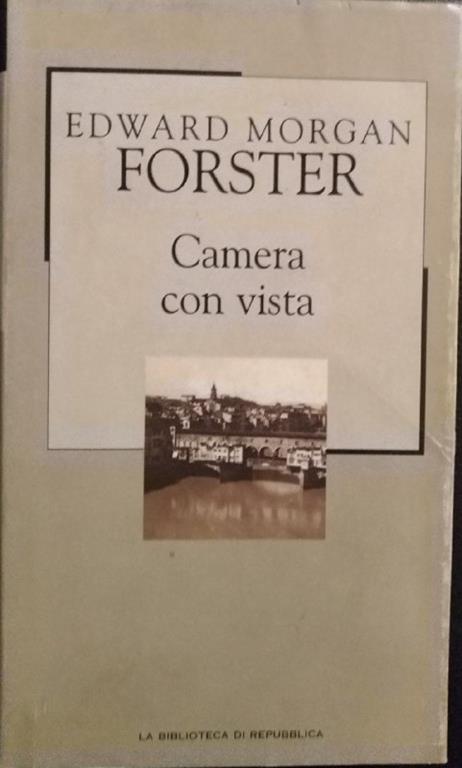 EDWARD MORGAN
FORSTER
Camera
con vista
LA BIBLIOTECA DI REPUBBLICA